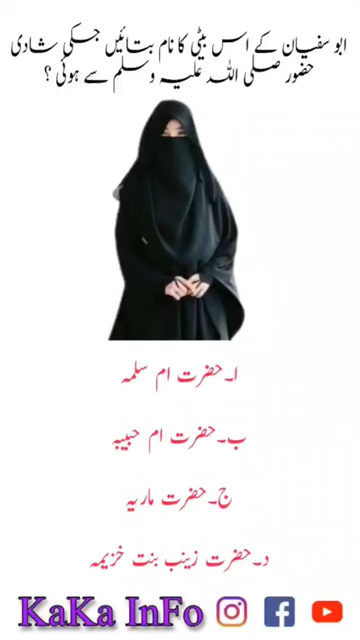 ابو سفیان کے اس بیٹی کا نام بتائیں جسکی شادی
حضور صلی اللہ علیہ وسلم سے ہوئی ؟
ا۔حضرت ام سلمہ
ب۔حضرت ام حبیبہ
ج۔حضرت ماریہ
د۔حضرت زینب بنت خزیمہ
KaKa InFo